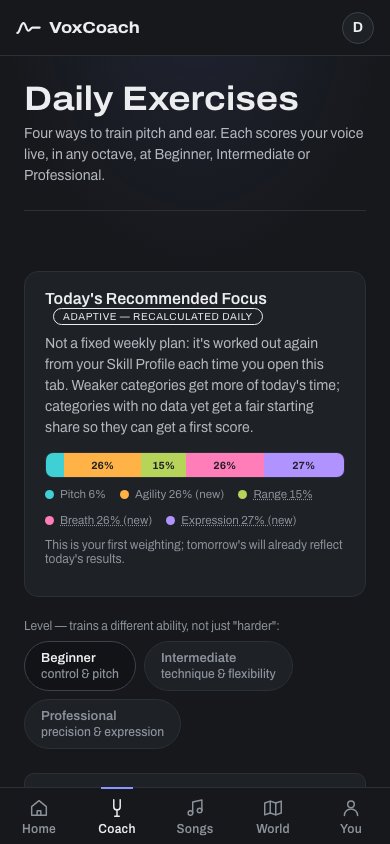 VoxCoach
D
Daily Exercises
Four ways to train pitch and ear. Each scores your voice
live, in any octave, at Beginner, Intermediate or
Professional.
Today's Recommended Focus
ADAPTIVE — RECALCULATED DAILY
Not a fixed weekly plan: it's worked out again
from your Skill Profile each time you open this
tab. Weaker categories get more of today's time;
categories with no data yet get a fair starting
share so they can get a first score.
26% 15% 26% 27%
Pitch 6% Agility 26% (new) Range 15%
Breath 26% (new) Expression 27% (new)
This is your first weighting; tomorrow's will already reflect
today's results.
Level — trains a different ability, not just "harder":
Beginner Intermediate
control & pitch technique & flexibility
Professional
precision & expression
Home Coach Songs World You